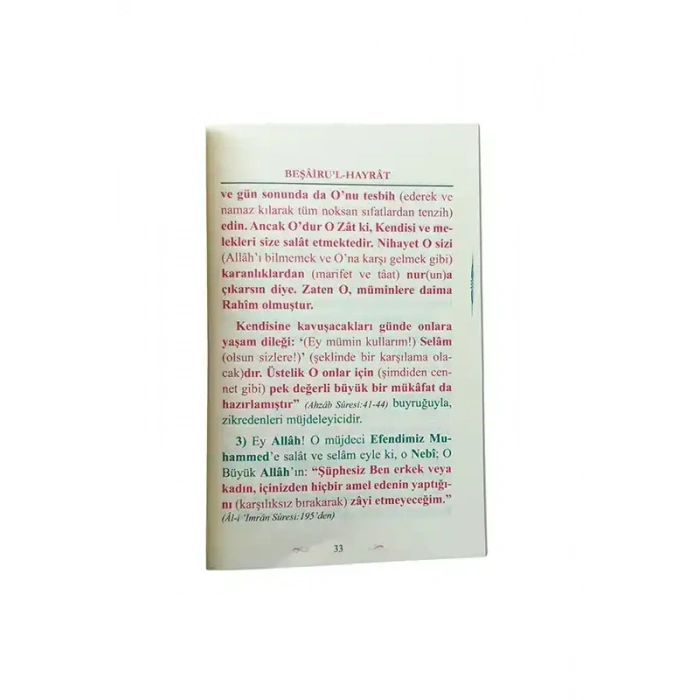 BEŞÂİRU'L-HAYRÂT
ve gün sonunda da O'nu tesbih (ederek ve
namaz kılarak tüm noksan sıfatlardan tenzih)
edin. Ancak O'dur O Zât ki, Kendisi ve me-
lekleri size salât etmektedir. Nihayet O sizi
(Allâh'ı bilmemek ve O'na karşı gelmek gibi)
karanlıklardan (marifet ve tâat) nur(un)a
çıkarsın diye. Zaten O, müminlere daima
Rahîm olmuştur.
Kendisine kavuşacakları günde onlara
yaşam dileği: '(Ey mümin kullarım!) Selâm
(olsun sizlere!)' (şeklinde bir karşılama ola-
cak)dır. Üstelik O onlar için (şimdiden cen-
net gibi) pek değerli büyük bir mükâfat da
hazırlamıştır" (Ahzâb Sûresi:41-44) buyruğuyla,
zikredenleri müjdeleyicidir.
3) Ey Allâh! O müjdeci Efendimiz Mu-
hammed'e salât ve selâm eyle ki, o Nebî; O
Büyük Allâh'ın: "Şüphesiz Ben erkek veya
kadın, içinizden hiçbir amel edenin yaptığı-
nı (karşılıksız bırakarak) zâyi etmeyeceğim."
(Âl-i 'Imrân Sûresi:195'den)
33